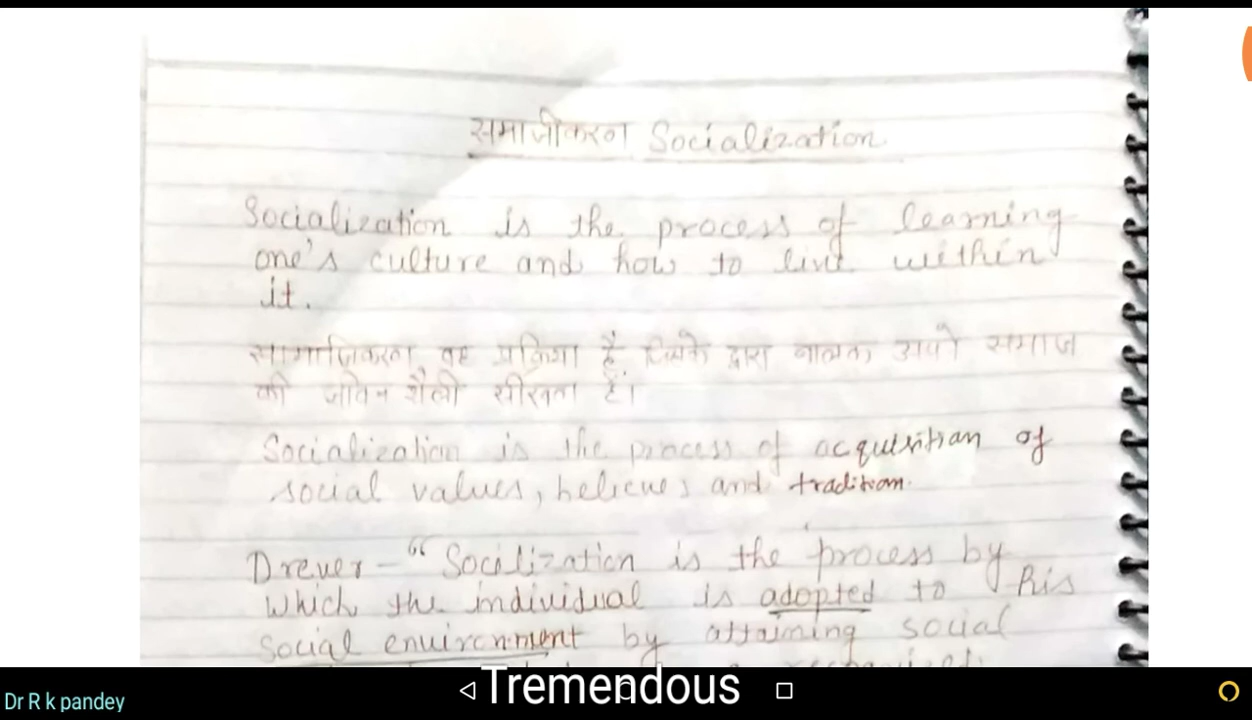 समाजीकरण Socialization
Socialization is the process of learning
one's culture and how to live within
it.
सामाजिकरण वह प्रक्रिया है, जिसके द्वारा बालक अपने समाज
की जीवन शैली सीखता है।
Socialization is the process of acquisition of
social values, believes and tradition.
Drever - “Socilization is the process by
which the individual is adopted to his
social environment by attaining social
Tremendous
Dr R k pandey